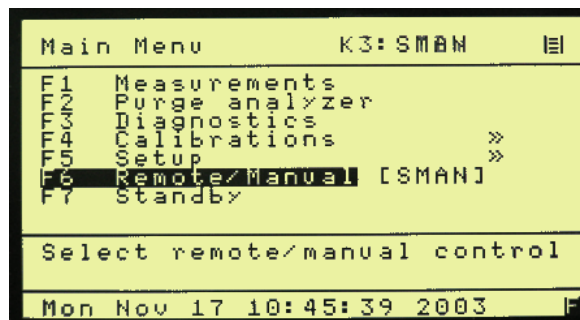 Main Menu K3:SMAN
F1 Measurements
F2 Purge analyzer
F3 Diagnostics
F4 Calibrations »
F5 Setup »
F6 Remote/Manual [SMAN]
F7 Standby
Select remote/manual control
Mon Nov 17 10:45:39 2003